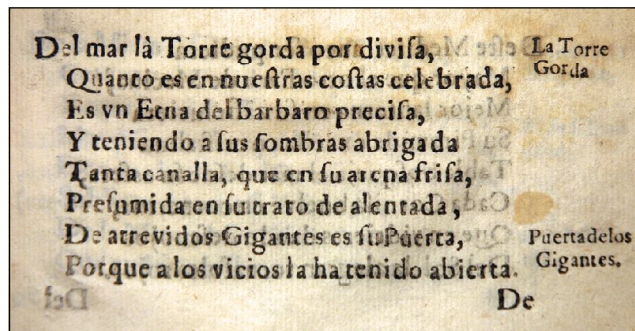 Del mar là Torre gorda por diviſa,
La Torre
Gorda
Quanto es en nueſtras coſtas celebrada,
Es vn Etna del barbaro preciſa,
Y teniendo a ſus ſombras abrigada
Tanta canalla, que en ſu arena friſa,
Preſumida en ſu trato de alentada,
De atrevidos Gigantes es ſu Puerta,
Puerta de los
Gigantes.
Porque a los vicios la ha tenido abierta.
De